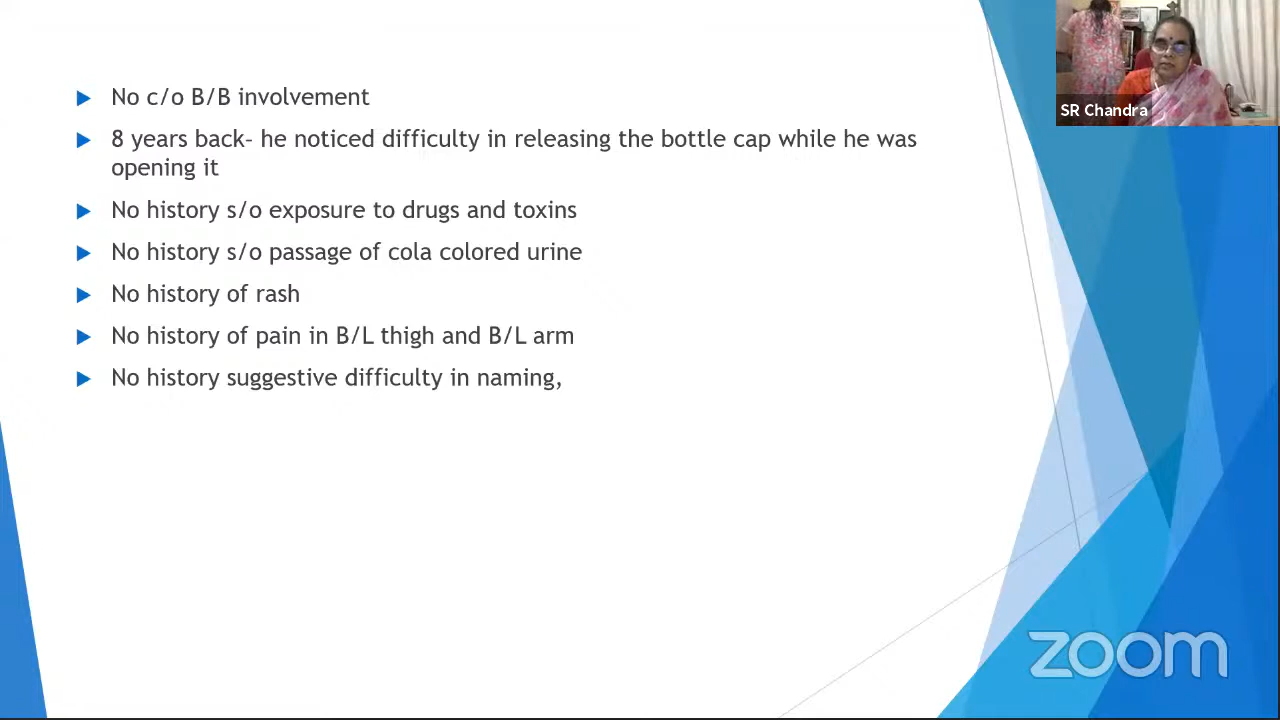 No c/o B/B involvement
8 years back- he noticed difficulty in releasing the bottle cap while he was
opening it
No history s/o exposure to drugs and toxins
No history s/o passage of cola colored urine
No history of rash
No history of pain in B/L thigh and B/L arm
No history suggestive difficulty in naming,
SR Chandra
zoom